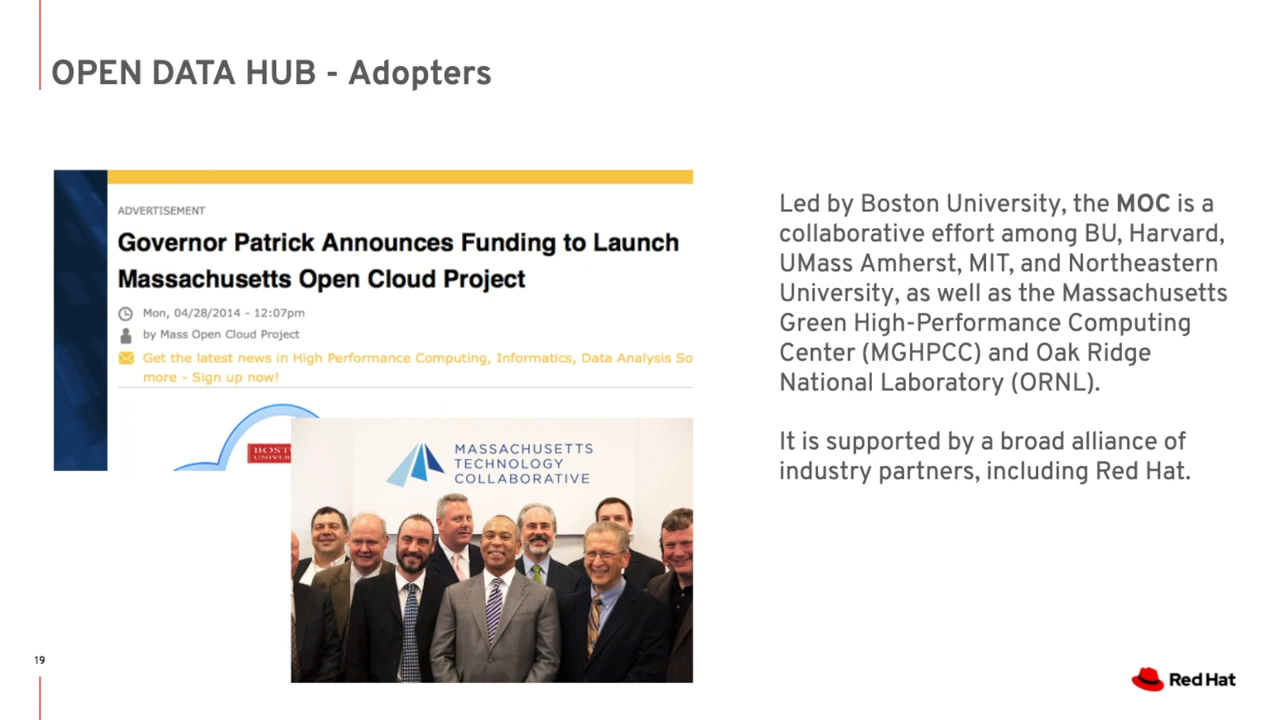 OPEN DATA HUB - Adopters
ADVERTISEMENT
Governor Patrick Announces Funding to Launch
Massachusetts Open Cloud Project
Mon, 04/28/2014 - 12:07pm
by Mass Open Cloud Project
Get the latest news in High Performance Computing, Informatics, Data Analysis So
more - Sign up now!
BOST
UNIVER
MASSACHUSETTS
TECHNOLOGY
COLLABORATIVE
Led by Boston University, the MOC is a
collaborative effort among BU, Harvard,
UMass Amherst, MIT, and Northeastern
University, as well as the Massachusetts
Green High-Performance Computing
Center (MGHPCC) and Oak Ridge
National Laboratory (ORNL).
It is supported by a broad alliance of
industry partners, including Red Hat.
19
Red Hat